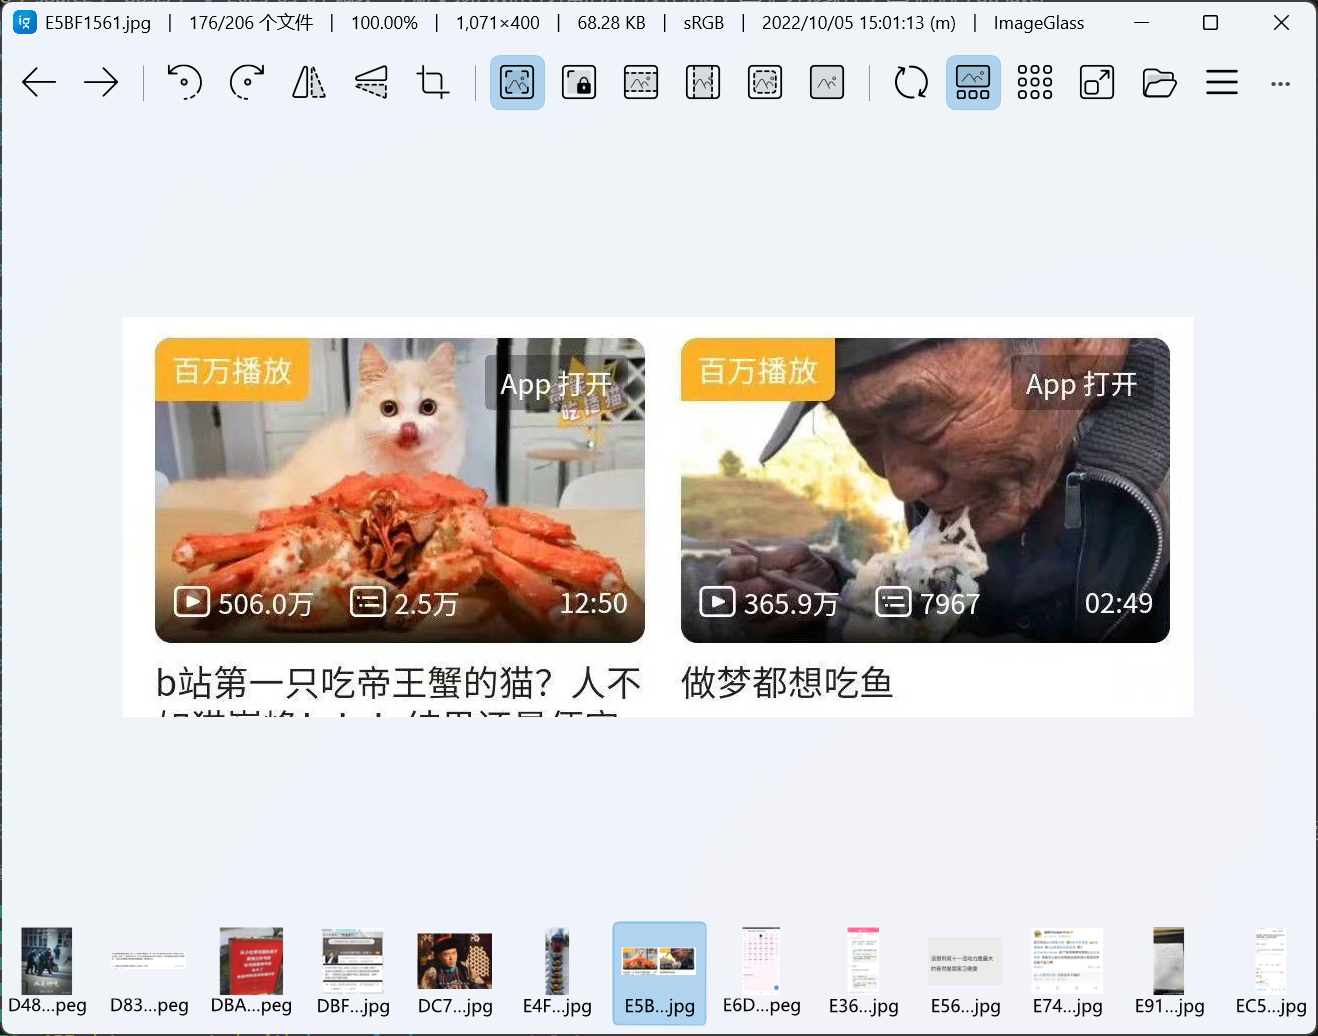 E5BF1561.jpg | 176/206 个文件 | 100.00% | 1,071×400 | 68.28 KB | sRGB | 2022/10/05 15:01:13 (m) | ImageGlass
百万播放
App 打开
506.0万
2.5万
12:50
b站第一只吃帝王蟹的猫？人不
百万播放
App 打开
365.9万
7967
02:49
做梦都想吃鱼
D48...peg
D83...peg
DBA...peg
DBF...jpg
DC7...jpg
E4F...jpg
E5B...jpg
E6D...peg
E36...jpg
E56...jpg
E74...jpg
E91...jpg
EC5...jpg